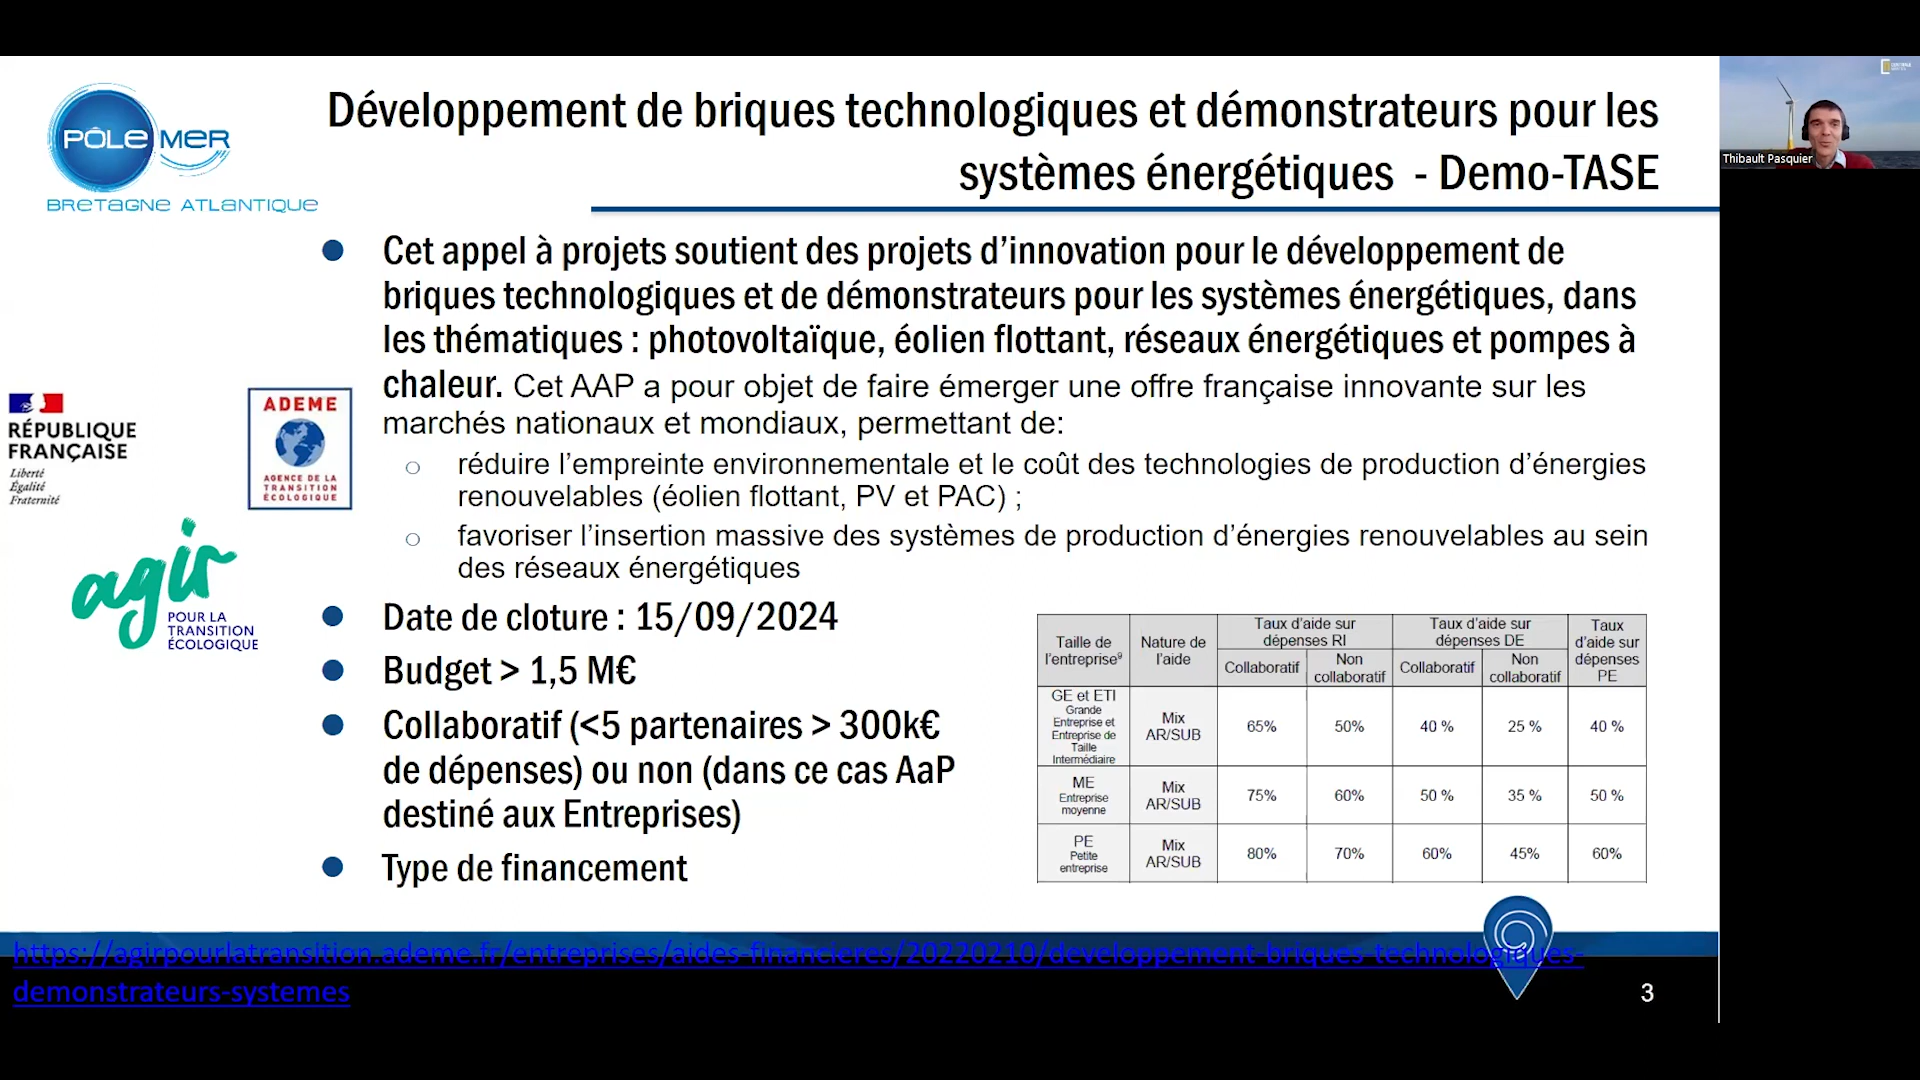 Développement de briques technologiques et démonstrateurs pour les
systèmes énergétiques - Demo-TASE
PÔLE MER
BRETAGNE ATLANTIQUE
Thibault Pasquier
Cet appel à projets soutient des projets d’innovation pour le développement de
briques technologiques et de démonstrateurs pour les systèmes énergétiques, dans
les thématiques : photovoltaïque, éolien flottant, réseaux énergétiques et pompes à
chaleur. Cet AAP a pour objet de faire émerger une offre française innovante sur les
marchés nationaux et mondiaux, permettant de:
réduire l’empreinte environnementale et le coût des technologies de production d’énergies
renouvelables (éolien flottant, PV et PAC) ;
favoriser l’insertion massive des systèmes de production d’énergies renouvelables au sein
des réseaux énergétiques
RÉPUBLIQUE
FRANÇAISE
Liberté
Égalité
Fraternité
ADEME
AGENCE DE LA
TRANSITION
ÉCOLOGIQUE
agir
POUR LA
TRANSITION
ÉCOLOGIQUE
Date de cloture : 15/09/2024
Budget > 1,5 M€
Collaboratif (<5 partenaires > 300k€
de dépenses) ou non (dans ce cas AaP
destiné aux Entreprises)
Type de financement
Taille de l’entreprise⁹ Nature de l’aide Taux d’aide sur dépenses RI Taux d’aide sur dépenses DE Taux d’aide sur dépenses PE
Collaboratif Non collaboratif Collaboratif Non collaboratif
GE et ETI Grande Entreprise et Entreprise de Taille Intermédiaire Mix AR/SUB 65% 50% 40 % 25 % 40 %
ME Entreprise moyenne Mix AR/SUB 75% 60% 50 % 35 % 50 %
PE Petite entreprise Mix AR/SUB 80% 70% 60% 45% 60%
https://agirpourlatransition.ademe.fr/entreprises/aides-financieres/20220210/developpement-briques-technologiques-
demonstrateurs-systemes
3